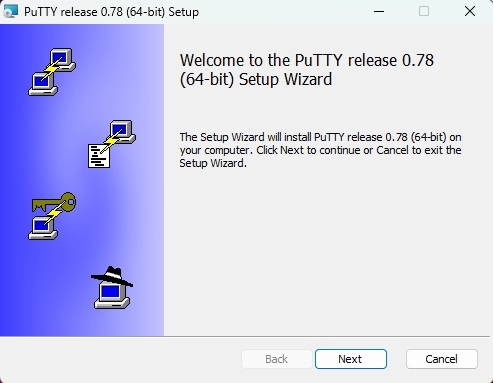 PuTTY release 0.78 (64-bit) Setup
Welcome to the PuTTY release 0.78
(64-bit) Setup Wizard
The Setup Wizard will install PuTTY release 0.78 (64-bit) on
your computer. Click Next to continue or Cancel to exit the
Setup Wizard.
Back
Next
Cancel